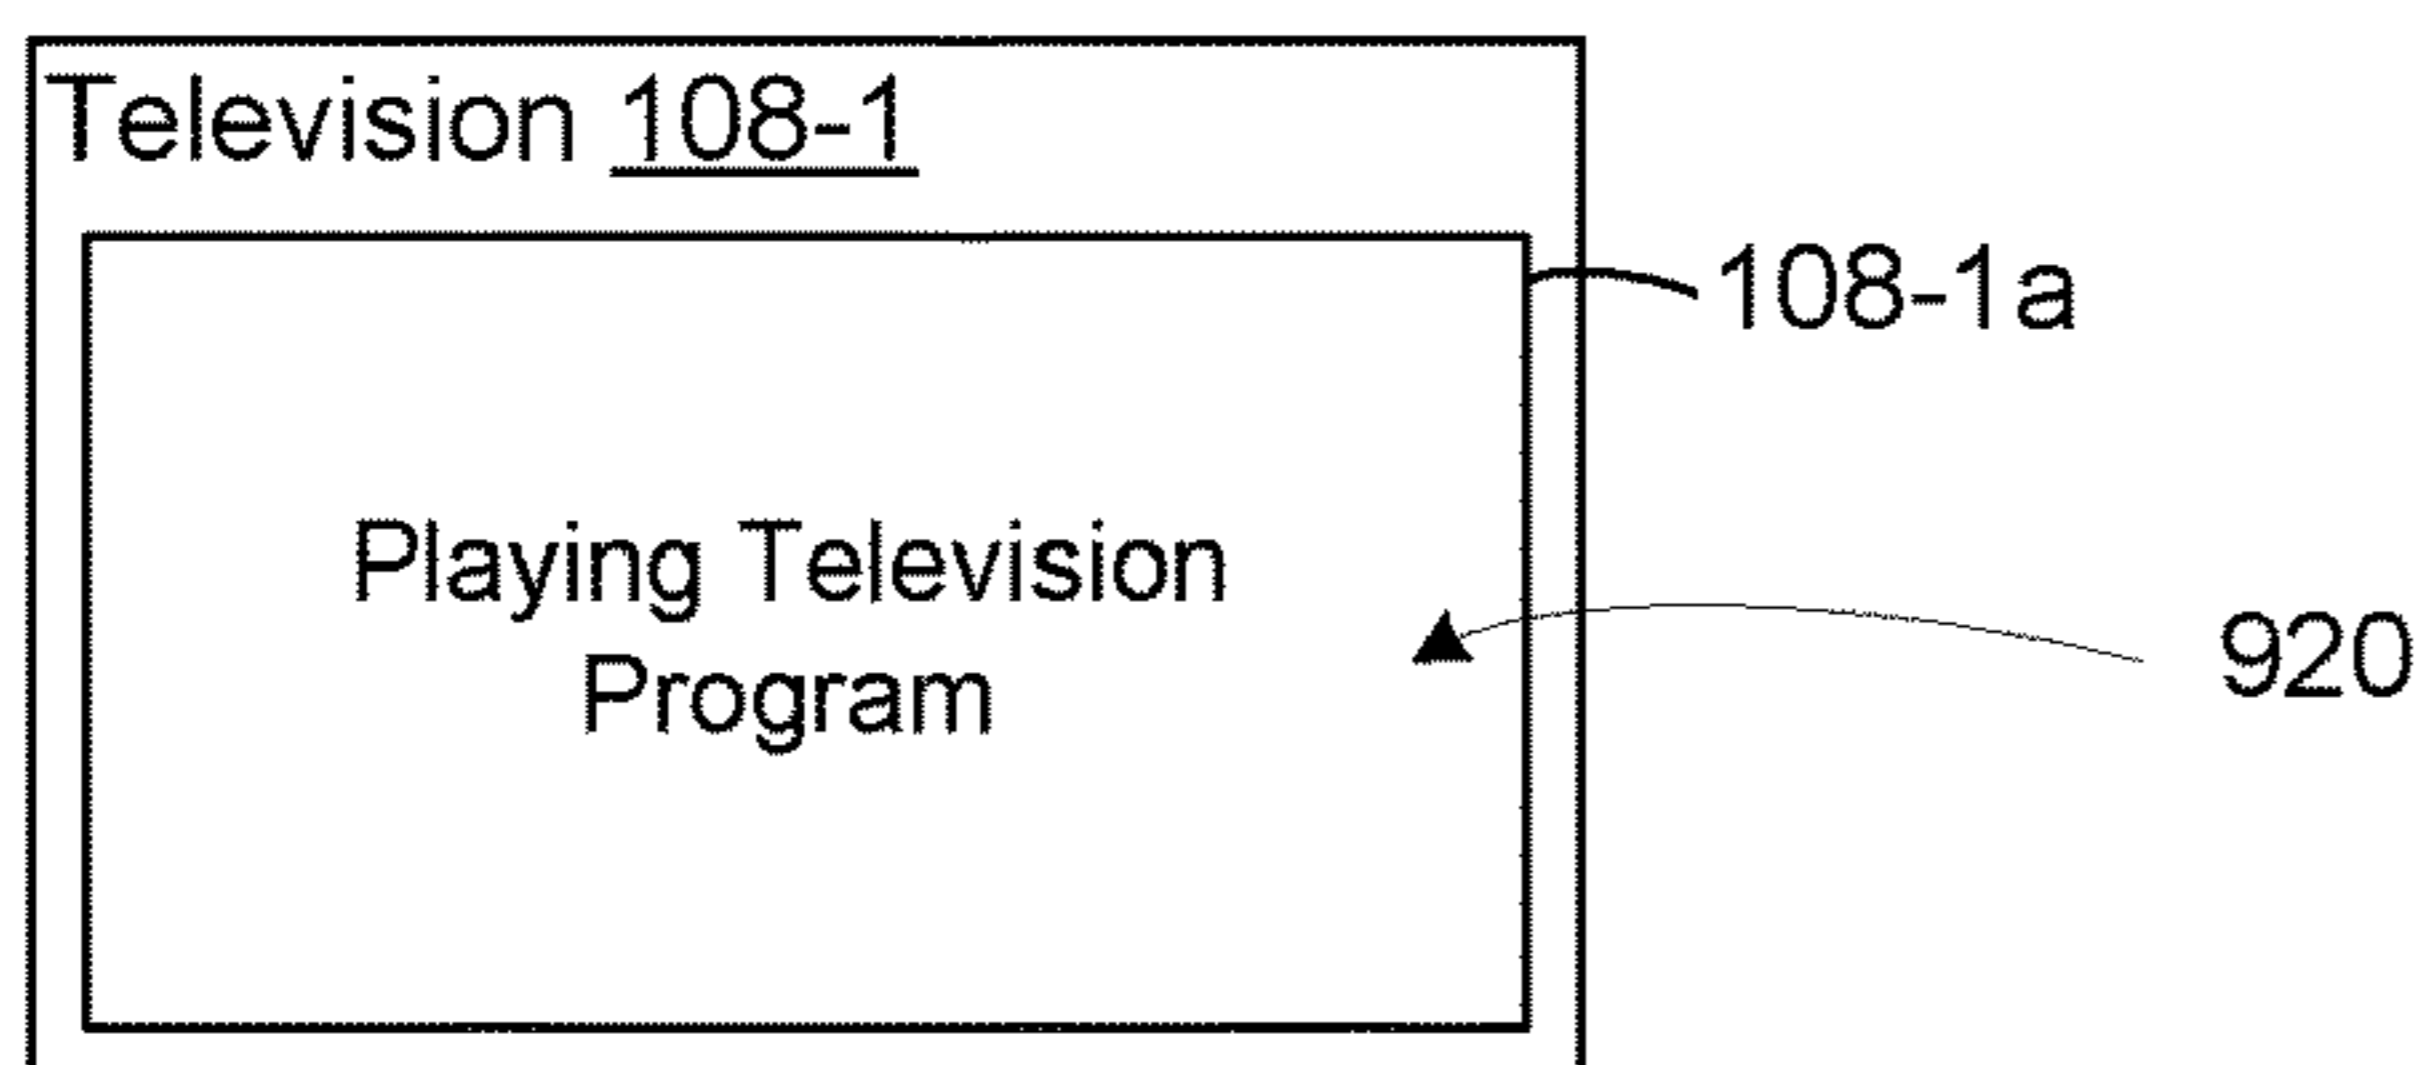 Television 108-1
108-1a
Playing Television
Program
920